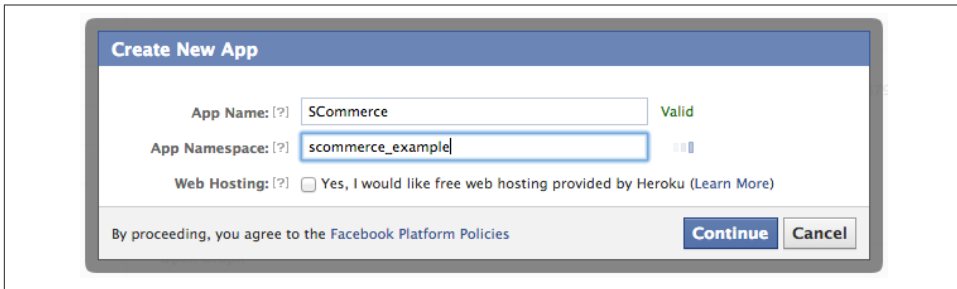 Create New App
App Name: [?] SCommerce Valid
App Namespace: [?] scommerce_example
Web Hosting: [?] Yes, I would like free web hosting provided by Heroku (Learn More)
By proceeding, you agree to the Facebook Platform Policies Continue Cancel